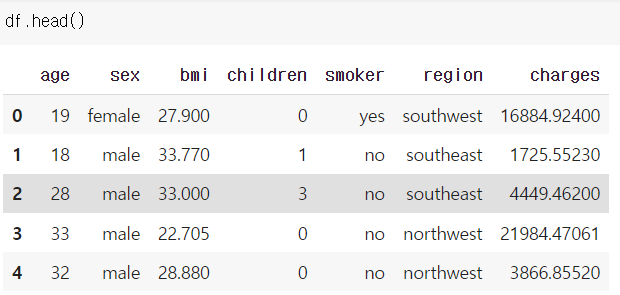 df.head()
age sex bmi children smoker region charges
0 19 female 27.900 0 yes southwest 16884.92400
1 18 male 33.770 1 no southeast 1725.55230
2 28 male 33.000 3 no southeast 4449.46200
3 33 male 22.705 0 no northwest 21984.47061
4 32 male 28.880 0 no northwest 3866.85520